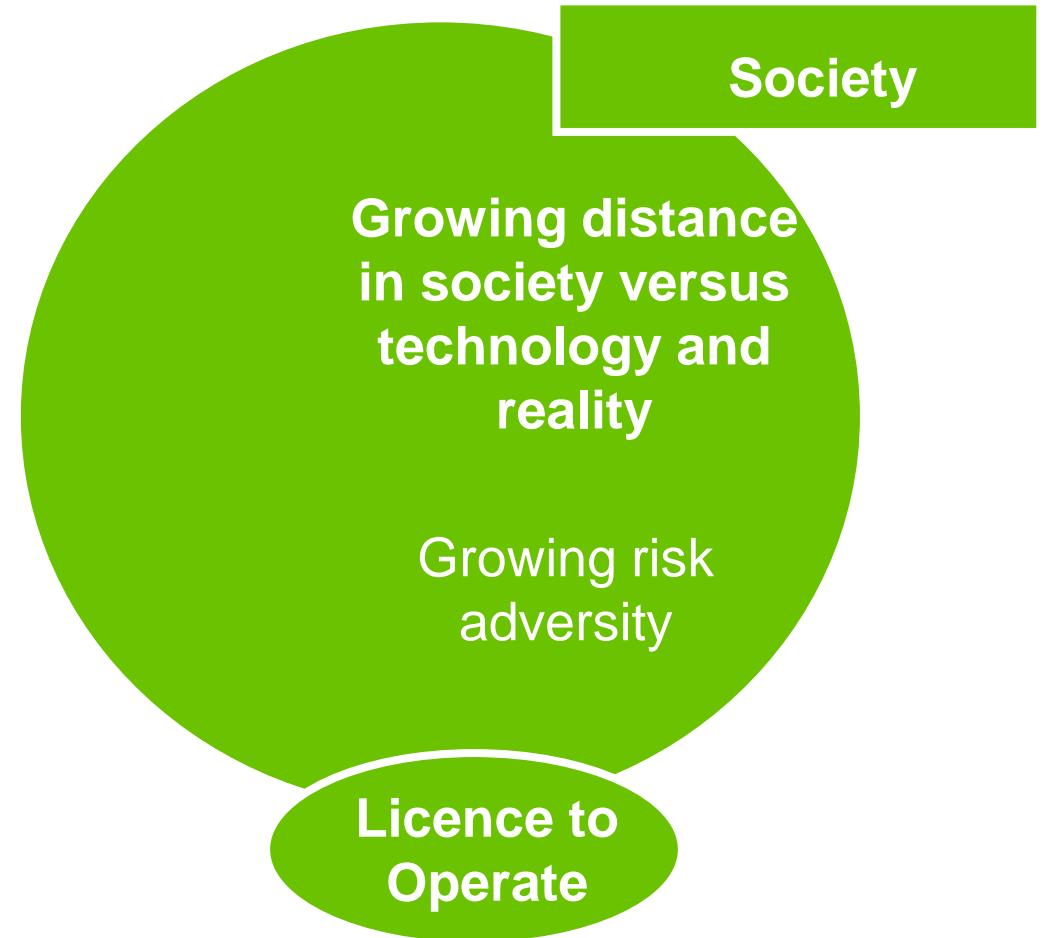 Society
Growing distance
in society versus
technology and
reality
Growing risk
adversity
Licence to
Operate